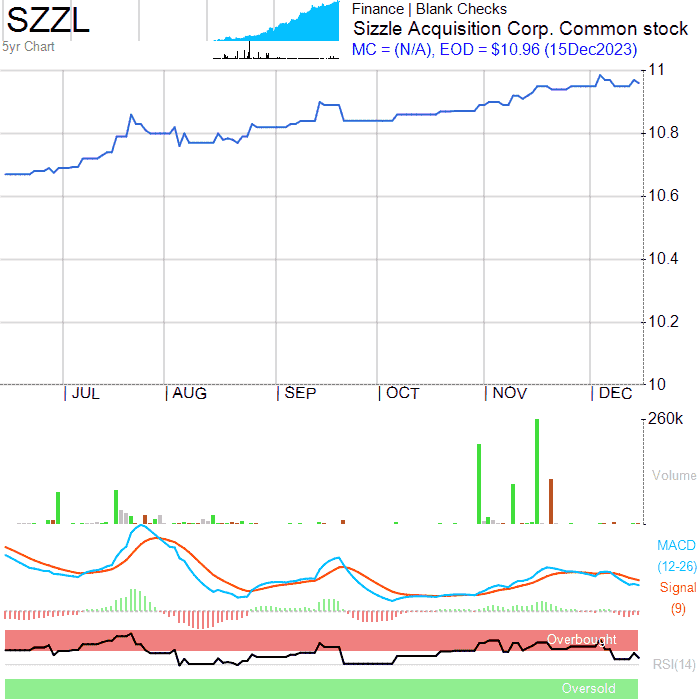 SZZL
5yr Chart
Finance | Blank Checks
Sizzle Acquisition Corp. Common stock
MC = (N/A), EOD = $10.96 (15Dec2023)
11
10.8
10.6
10.4
10.2
10
JUL AUG SEP OCT NOV DEC
260k
Volume
MACD
(12-26)
Signal
(9)
Overbought
RSI(14)
Oversold